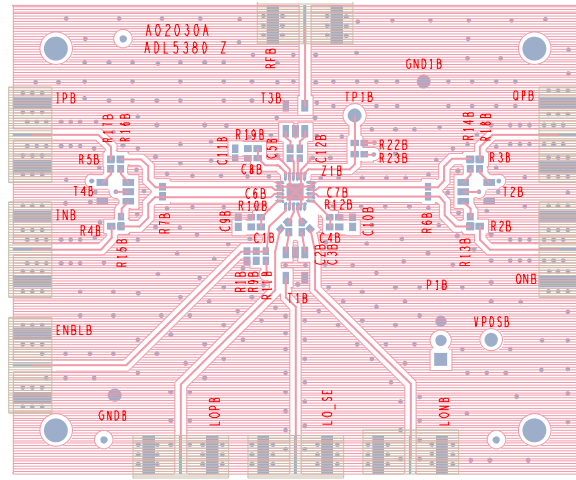 A02030A
ADL5380 Z
RFB
GND1B
IPB
T3B
TP1B
QPB
R17B
R16B
R14B
R18B
C11B
R19B
C5B
C12B
R22B
R23B
R5B
C8B
Z1B
R3B
T4B
C6B
C7B
T2B
INB
R7B
R10B
R12B
R6B
C9B
C10B
R4B
R2B
C1B
C4B
R15B
R13B
C2B
C3B
R1B
R9B
R11B
T1B
P1B
QNB
ENBLB
VPOSB
GNDB
LOPB
LO_SE
LONB